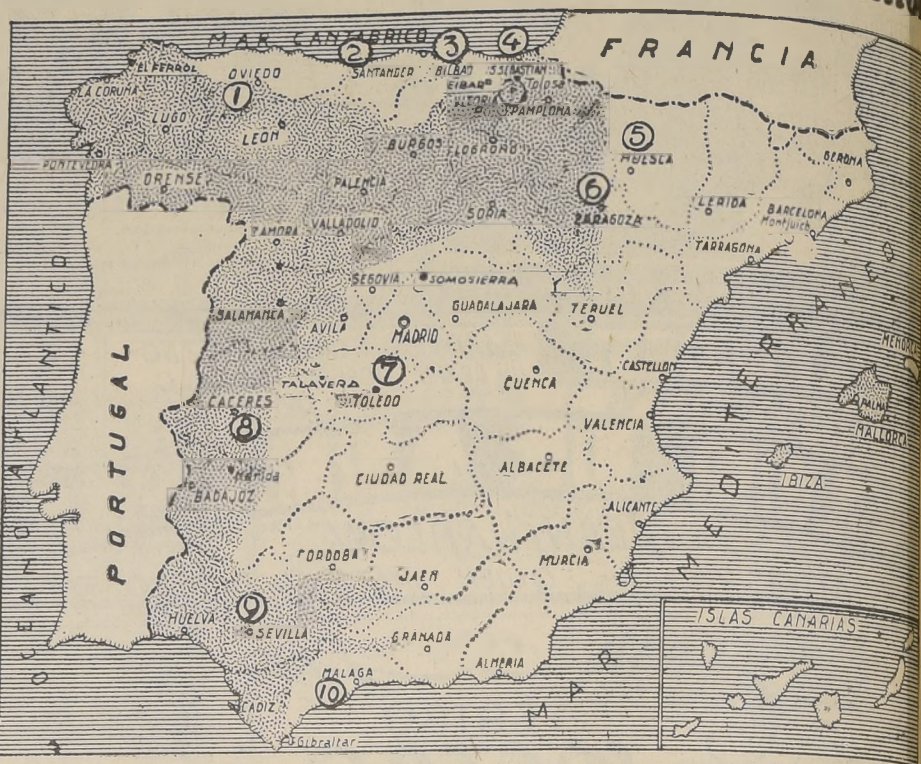 MAR CANTABRICO
FRANCIA
② ③ ④
EL FERROL
OVIEDO
SANTANDER
BILBAO
S SEBASTIAN
LA CORUÑA
①
EIBAR
Tolosa
VITORIA
PAMPLONA
LUGO
LEON
BURGOS
LOGROÑO
⑤
HUESCA
GERONA
PONTEVEDRA
ORENSE
PALENCIA
⑥
SORIA
ZARAGOZA
LERIDA
BARCELONA
Montjuich
ZAMORA
VALLADOLID
TARRAGONA
SEGOVIA
SOMOSIERRA
SALAMANCA
AVILA
MADRID
GUADALAJARA
TERUEL
⑦
TALAVERA
TOLEDO
CUENCA
CASTELLON
CACERES
⑧
VALENCIA
PALMA
MALLORCA
Mérida
BADAJOZ
CIUDAD REAL
ALBACETE
IBIZA
ALICANTE
CORDOBA
JAEN
MURCIA
HUELVA
⑨
SEVILLA
GRANADA
ALMERIA
MALAGA
⑩
CADIZ
Gibraltar
PORTUGAL
OCEANO ATLANTICO
MAR MEDITERRANEO
ISLAS CANARIAS